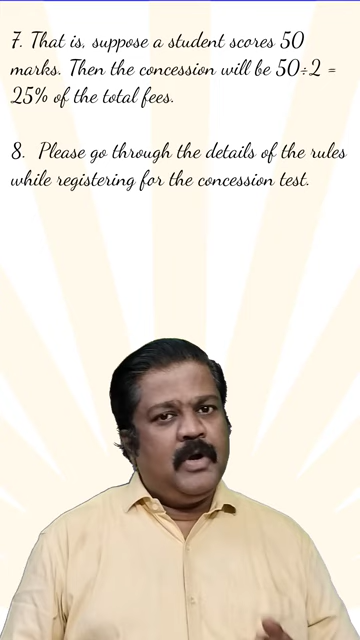 7. That is, suppose a student scores 50
marks. Then the concession will be 50÷2 =
25% of the total fees.
8. Please go through the details of the rules
while registering for the concession test.